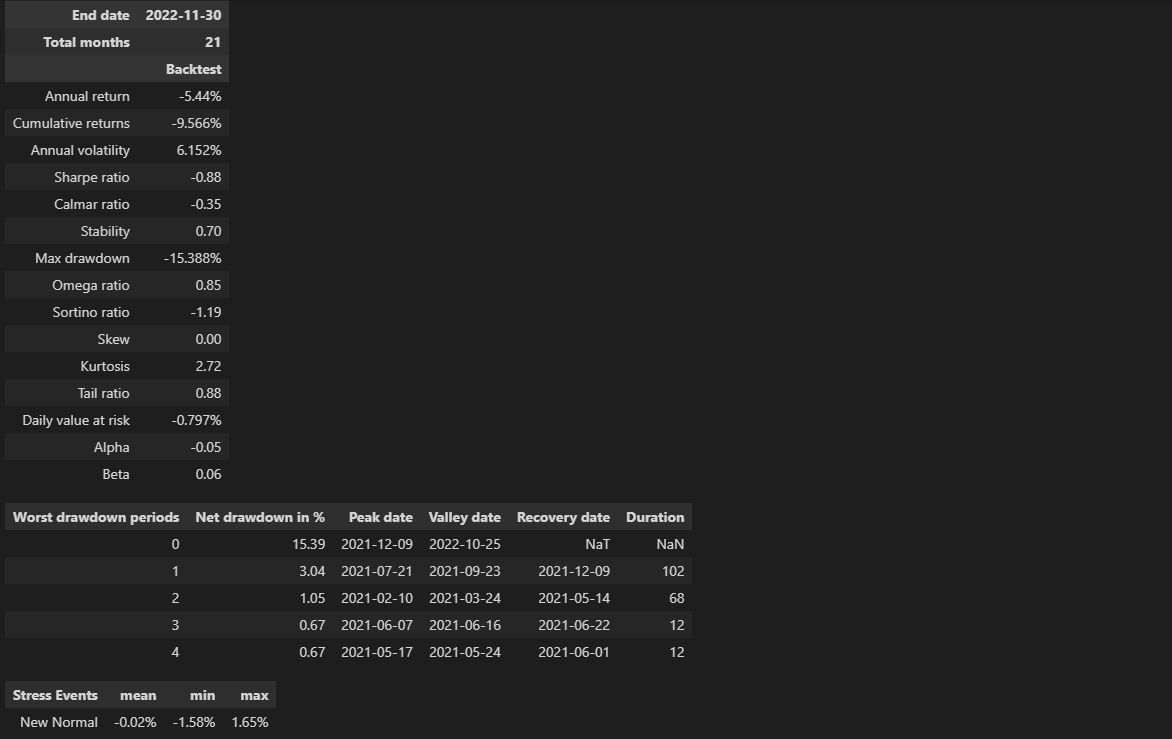 End date 2022-11-30
Total months 21
Backtest
Annual return -5.44%
Cumulative returns -9.566%
Annual volatility 6.152%
Sharpe ratio -0.88
Calmar ratio -0.35
Stability 0.70
Max drawdown -15.388%
Omega ratio 0.85
Sortino ratio -1.19
Skew 0.00
Kurtosis 2.72
Tail ratio 0.88
Daily value at risk -0.797%
Alpha -0.05
Beta 0.06
Worst drawdown periods Net drawdown in % Peak date Valley date Recovery date Duration
0 15.39 2021-12-09 2022-10-25 NaT NaN
1 3.04 2021-07-21 2021-09-23 2021-12-09 102
2 1.05 2021-02-10 2021-03-24 2021-05-14 68
3 0.67 2021-06-07 2021-06-16 2021-06-22 12
4 0.67 2021-05-17 2021-05-24 2021-06-01 12
Stress Events mean min max
New Normal -0.02% -1.58% 1.65%